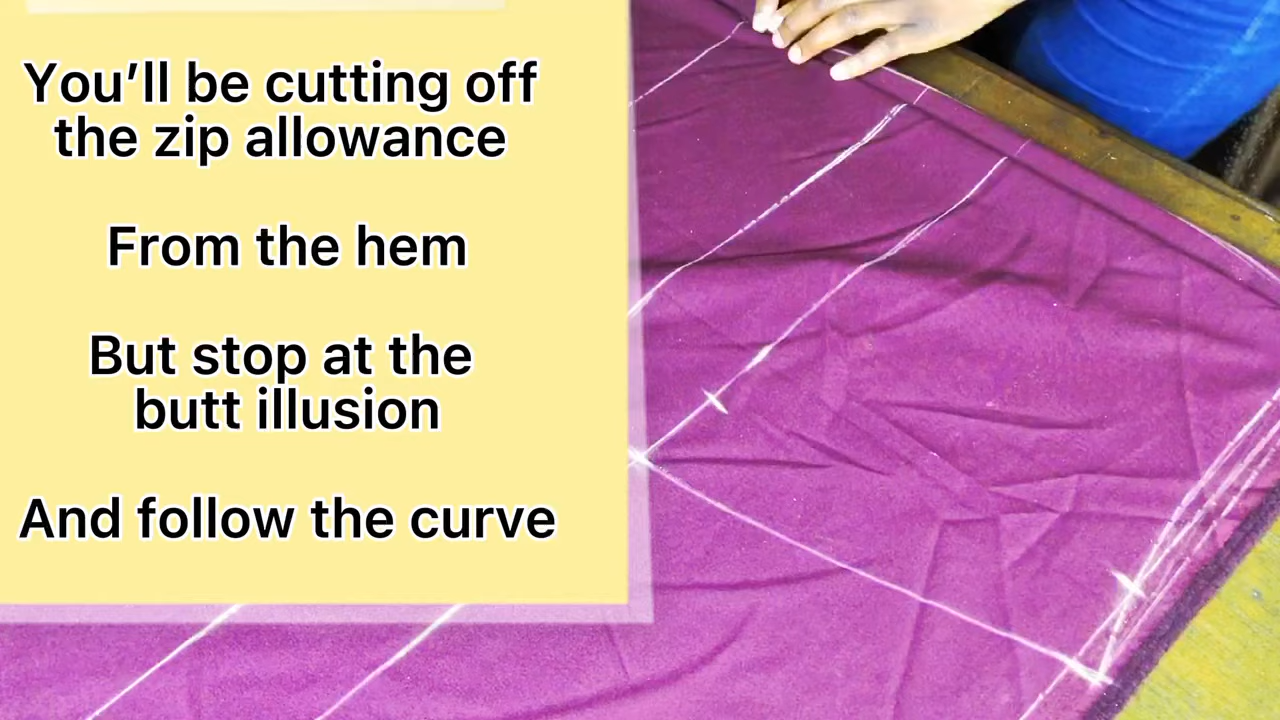 You’ll be cutting off
the zip allowance
From the hem
But stop at the
butt illusion
And follow the curve